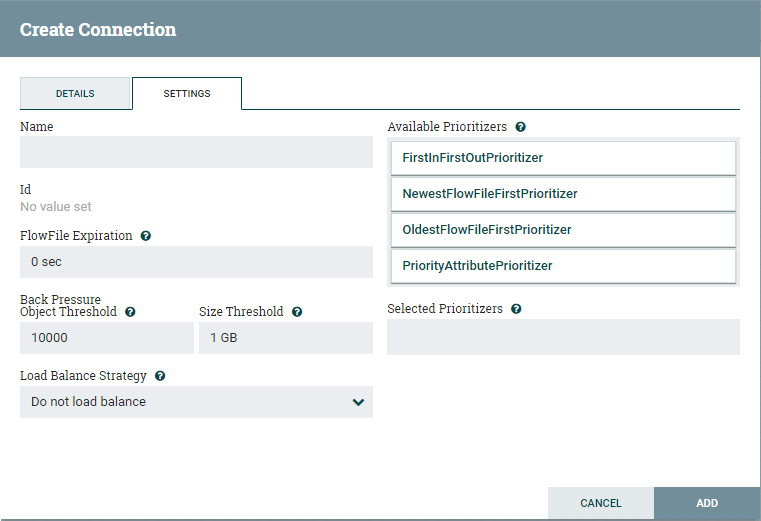 Create Connection
DETAILS
SETTINGS
Name
Id
No value set
FlowFile Expiration
0 sec
Back Pressure
Object Threshold
Size Threshold
10000
1 GB
Load Balance Strategy
Do not load balance
Available Prioritizers
FirstInFirstOutPrioritizer
NewestFlowFileFirstPrioritizer
OldestFlowFileFirstPrioritizer
PriorityAttributePrioritizer
Selected Prioritizers
CANCEL
ADD